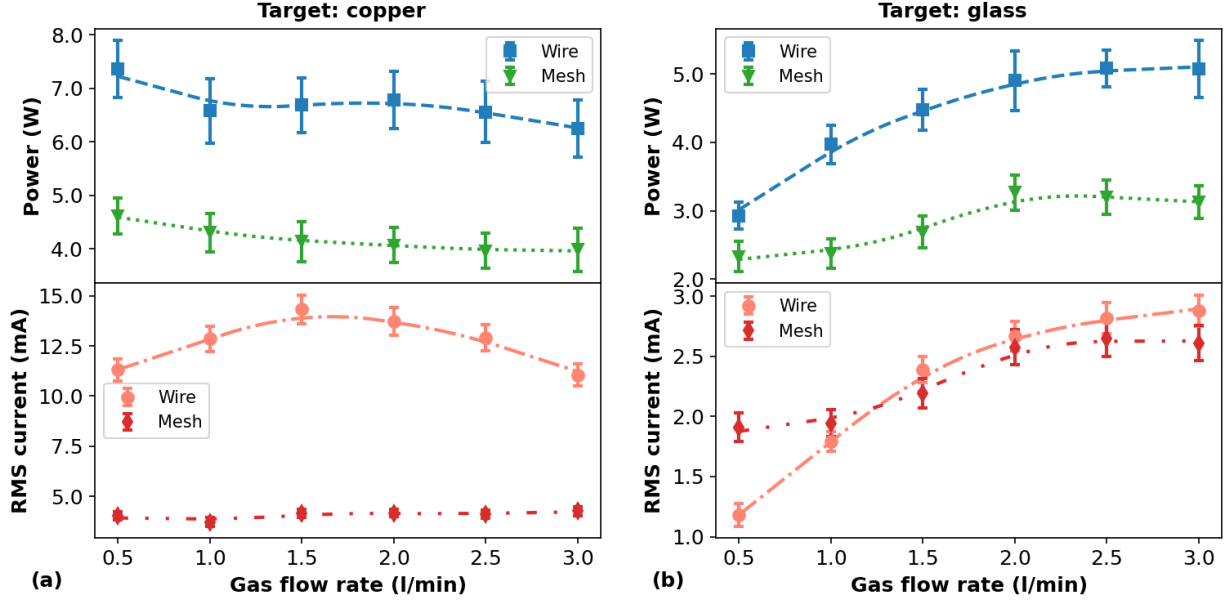 Target: copper
Power (W)
8.0
7.0
6.0
5.0
4.0
Wire
Mesh
RMS current (mA)
15.0
12.5
10.0
7.5
5.0
Wire
Mesh
0.5 1.0 1.5 2.0 2.5 3.0
(a) Gas flow rate (l/min)
Target: glass
Power (W)
5.0
4.0
3.0
2.0
Wire
Mesh
RMS current (mA)
3.0
2.5
2.0
1.5
1.0
Wire
Mesh
0.5 1.0 1.5 2.0 2.5 3.0
(b) Gas flow rate (l/min)